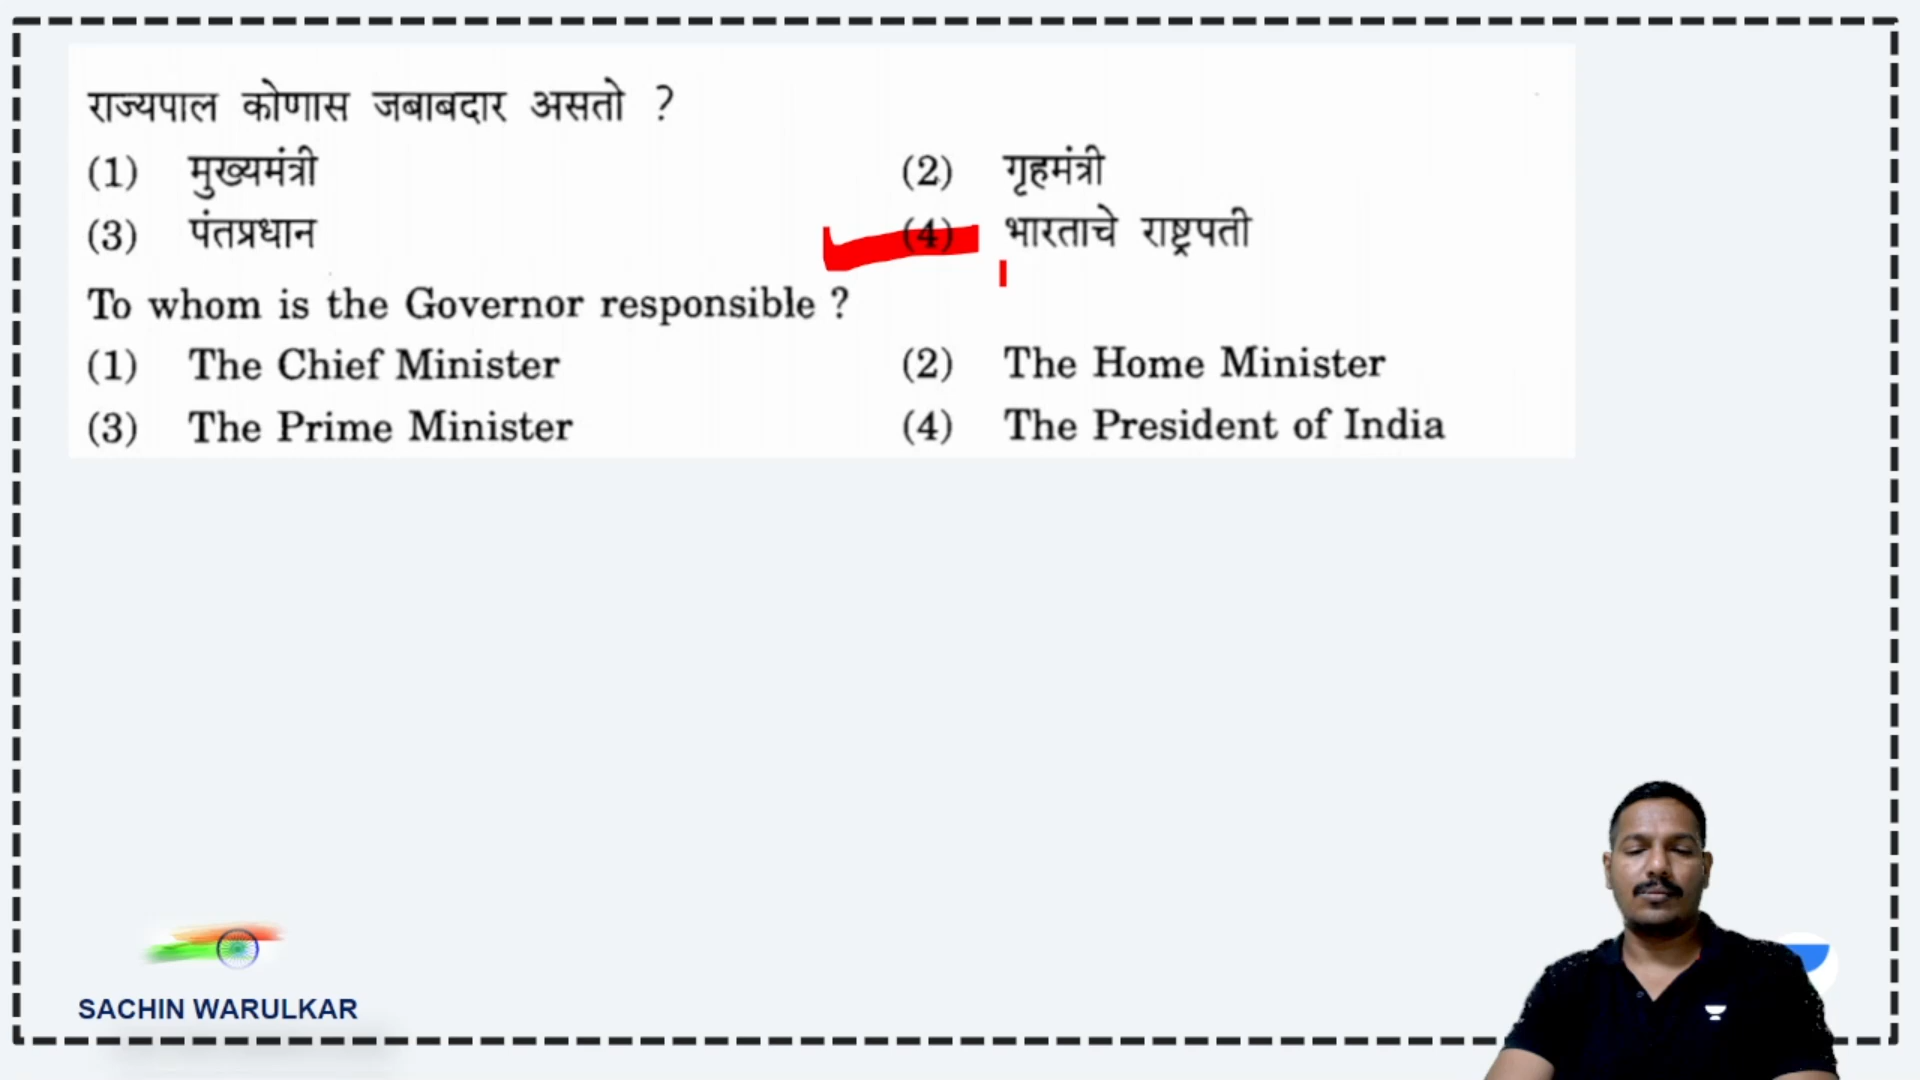 राज्यपाल कोणास जबाबदार असतो ?
(1) मुख्यमंत्री (2) गृहमंत्री
(3) पंतप्रधान (4) भारताचे राष्ट्रपती
To whom is the Governor responsible ?
(1) The Chief Minister (2) The Home Minister
(3) The Prime Minister (4) The President of India
SACHIN WARULKAR